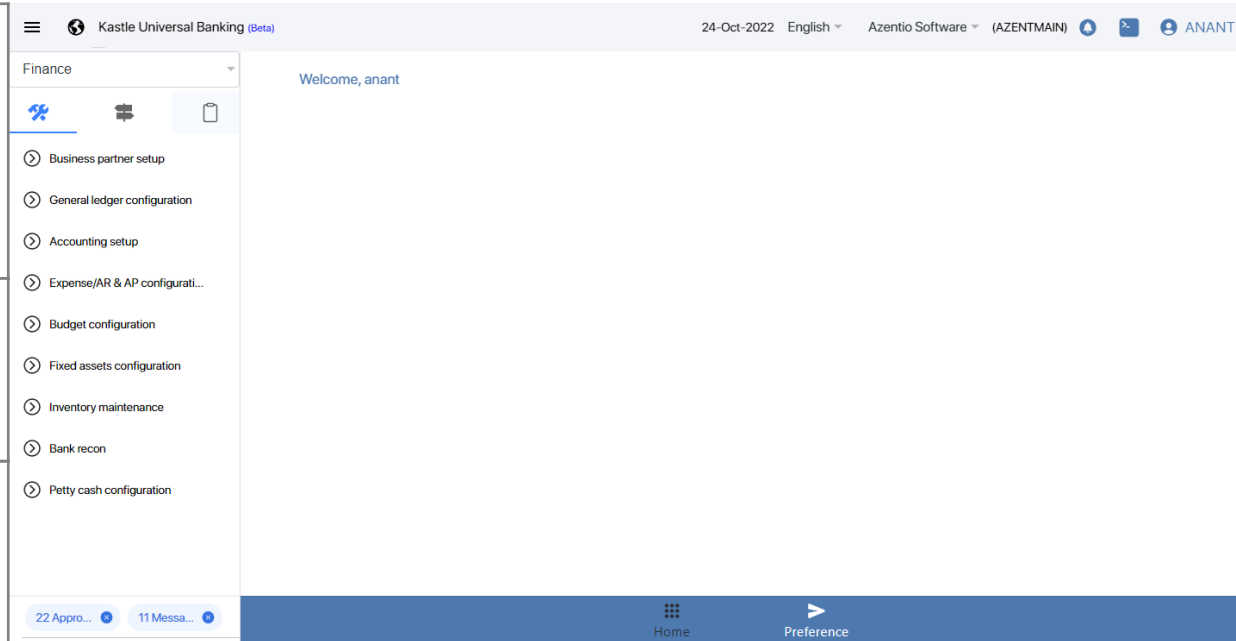 Kastle Universal Banking (Beta) 24-Oct-2022 English Azentio Software (AZENTMAIN) ANANT
Finance
Welcome, anant
Business partner setup
General ledger configuration
Accounting setup
Expense/AR & AP configurati...
Budget configuration
Fixed assets configuration
Inventory maintenance
Bank recon
Petty cash configuration
22 Appro... 11 Messa...
Home Preference